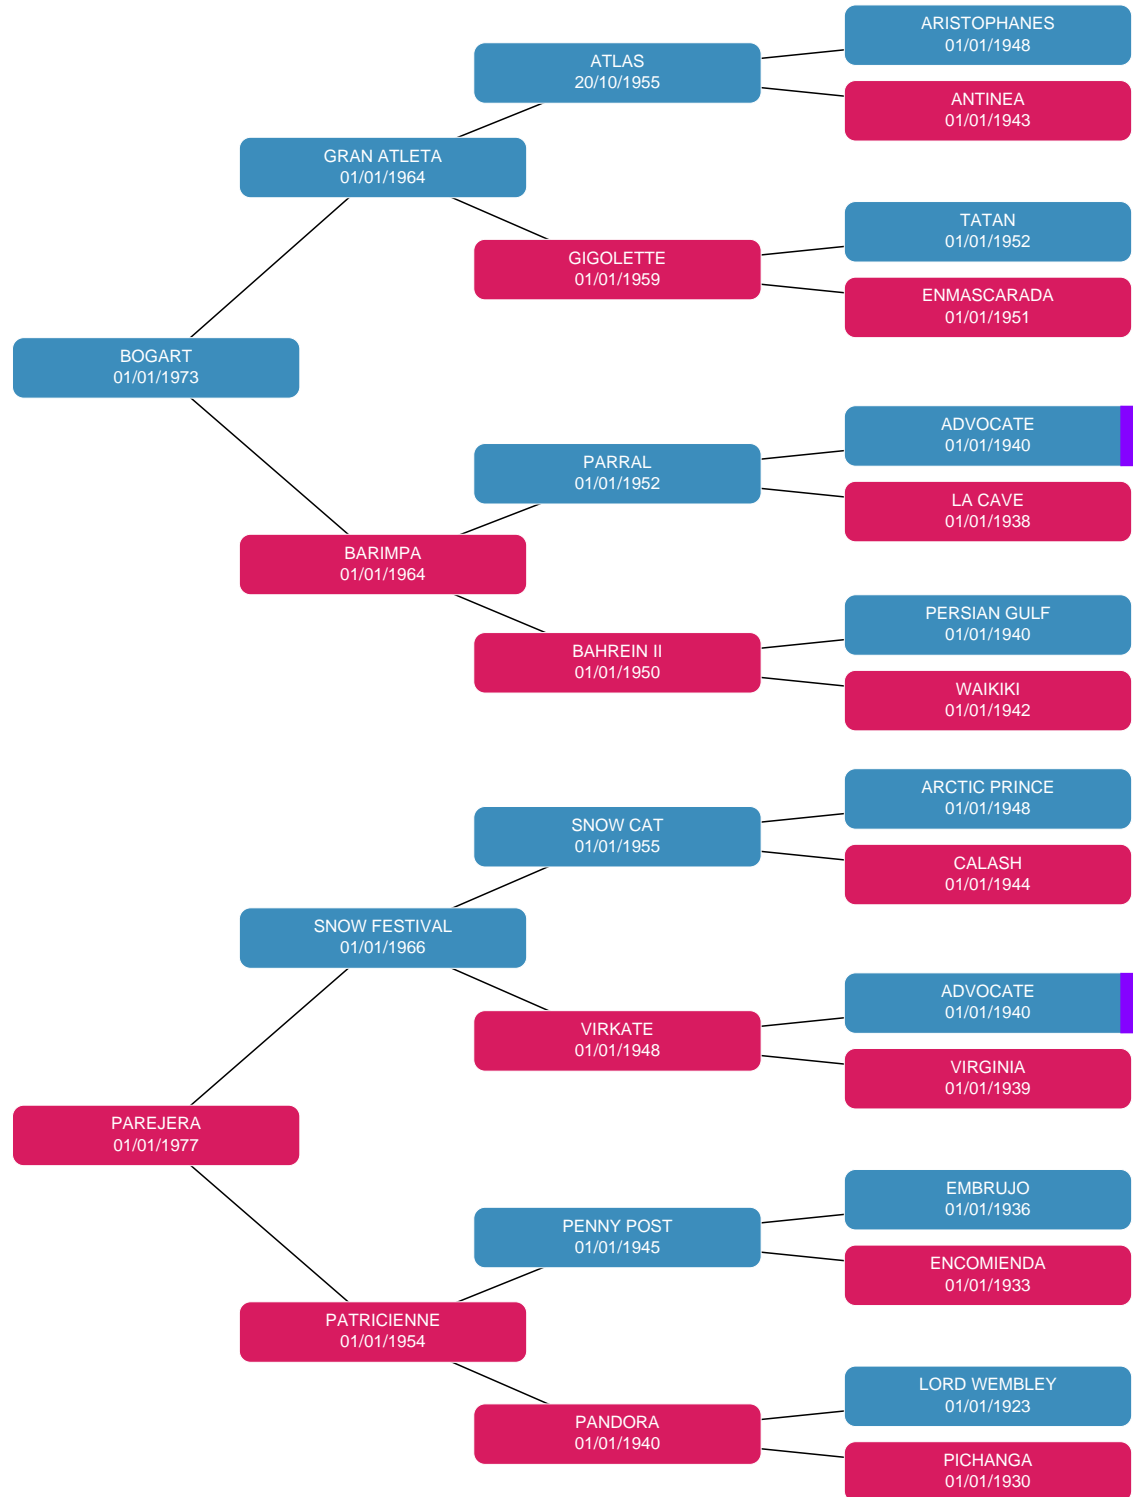 ARISTOPHANES
01/01/1948
ATLAS
20/10/1955
ANTINEA
01/01/1943
GRAN ATLETA
01/01/1964
TATAN
01/01/1952
GIGOLETTE
01/01/1959
ENMASCARADA
01/01/1951
BOGART
01/01/1973
ADVOCATE
01/01/1940
PARRAL
01/01/1952
LA CAVE
01/01/1938
BARIMPA
01/01/1964
PERSIAN GULF
01/01/1940
BAHREIN II
01/01/1950
WAIKIKI
01/01/1942
ARCTIC PRINCE
01/01/1948
SNOW CAT
01/01/1955
CALASH
01/01/1944
SNOW FESTIVAL
01/01/1966
ADVOCATE
01/01/1940
VIRKATE
01/01/1948
VIRGINIA
01/01/1939
PAREJERA
01/01/1977
EMBRUJO
01/01/1936
PENNY POST
01/01/1945
ENCOMIENDA
01/01/1933
PATRICIENNE
01/01/1954
LORD WEMBLEY
01/01/1923
PANDORA
01/01/1940
PICHANGA
01/01/1930